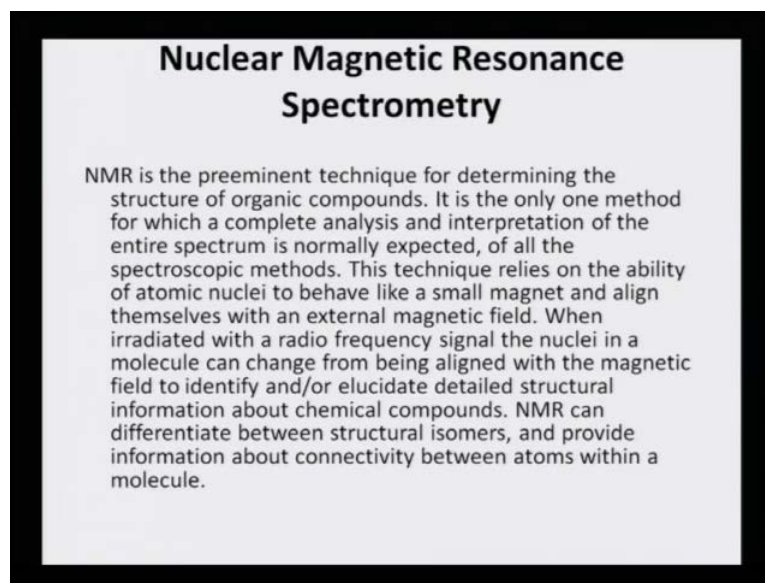 Nuclear Magnetic Resonance
Spectrometry
NMR is the preeminent technique for determining the
structure of organic compounds. It is the only one method
for which a complete analysis and interpretation of the
entire spectrum is normally expected, of all the
spectroscopic methods. This technique relies on the ability
of atomic nuclei to behave like a small magnet and align
themselves with an external magnetic field. When
irradiated with a radio frequency signal the nuclei in a
molecule can change from being aligned with the magnetic
field to identify and/or elucidate detailed structural
information about chemical compounds. NMR can
differentiate between structural isomers, and provide
information about connectivity between atoms within a
molecule.